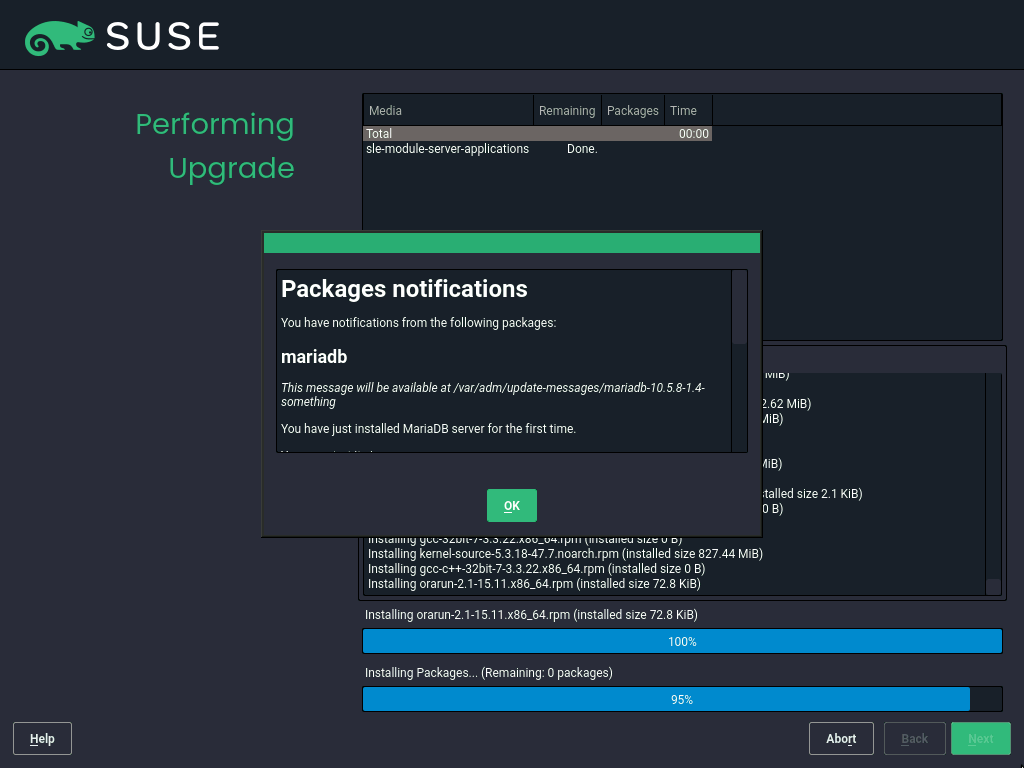 SUSE
Performing
Upgrade
Media Remaining Packages Time
Total 00:00
sle-module-server-applications Done.
Packages notifications
You have notifications from the following packages:
mariadb
This message will be available at /var/adm/update-messages/mariadb-10.5.8-1.4-
something
You have just installed MariaDB server for the first time.
OK
MiB)
2.62 MiB)
MiB)
MiB)
stalled size 2.1 KiB)
0 B)
Installing gcc-32bit-7-3.3.22.x86_64.rpm (installed size 0 B)
Installing kernel-source-5.3.18-47.7.noarch.rpm (installed size 827.44 MiB)
Installing gcc-c++-32bit-7-3.3.22.x86_64.rpm (installed size 0 B)
Installing orarun-2.1-15.11.x86_64.rpm (installed size 72.8 KiB)
Installing orarun-2.1-15.11.x86_64.rpm (installed size 72.8 KiB)
100%
Installing Packages... (Remaining: 0 packages)
95%
Help Abort Back Next